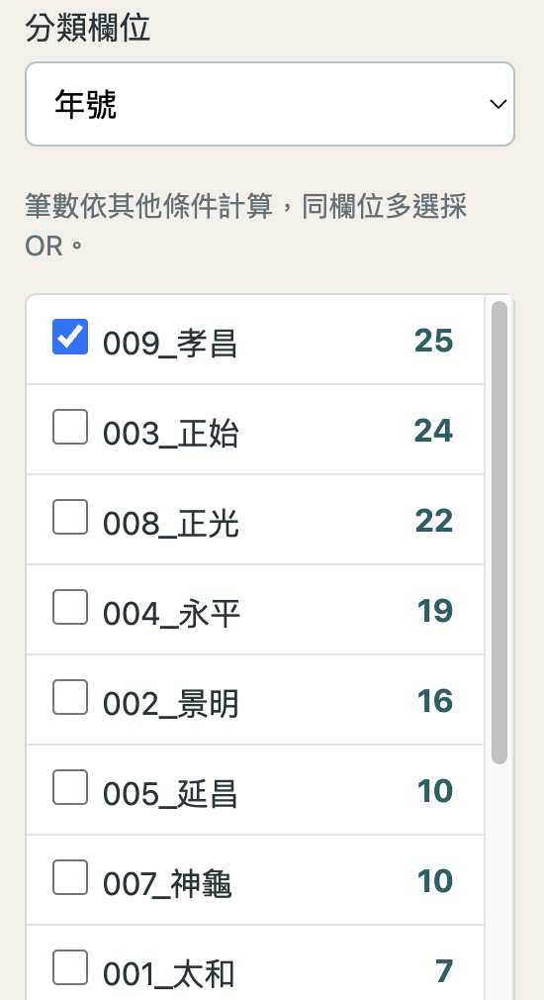 分類欄位
年號
筆數依其他條件計算，同欄位多選採
OR。
009_孝昌 25
003_正始 24
008_正光 22
004_永平 19
002_景明 16
005_延昌 10
007_神龜 10
001_太和 7